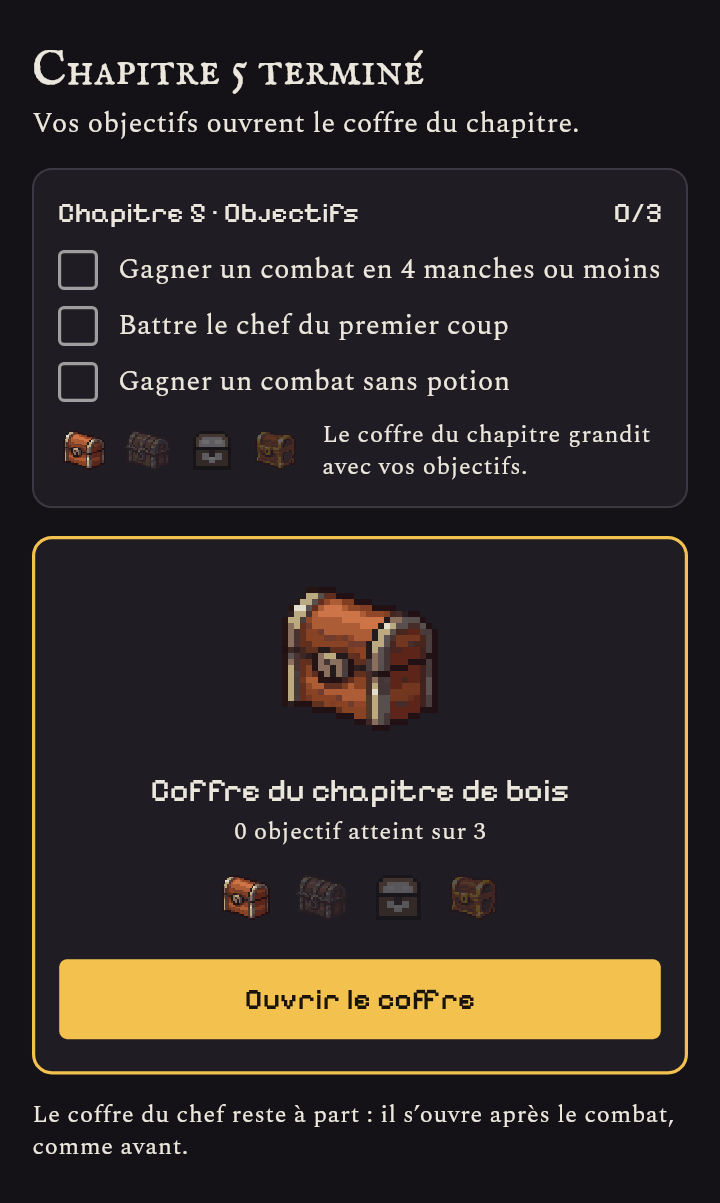 Chapitre 5 terminé
Vos objectifs ouvrent le coffre du chapitre.
Chapitre 5 · Objectifs
0/3
Gagner un combat en 4 manches ou moins
Battre le chef du premier coup
Gagner un combat sans potion
Le coffre du chapitre grandit
avec vos objectifs.
Coffre du chapitre de bois
0 objectif atteint sur 3
Ouvrir le coffre
Le coffre du chef reste à part : il s’ouvre après le combat,
comme avant.